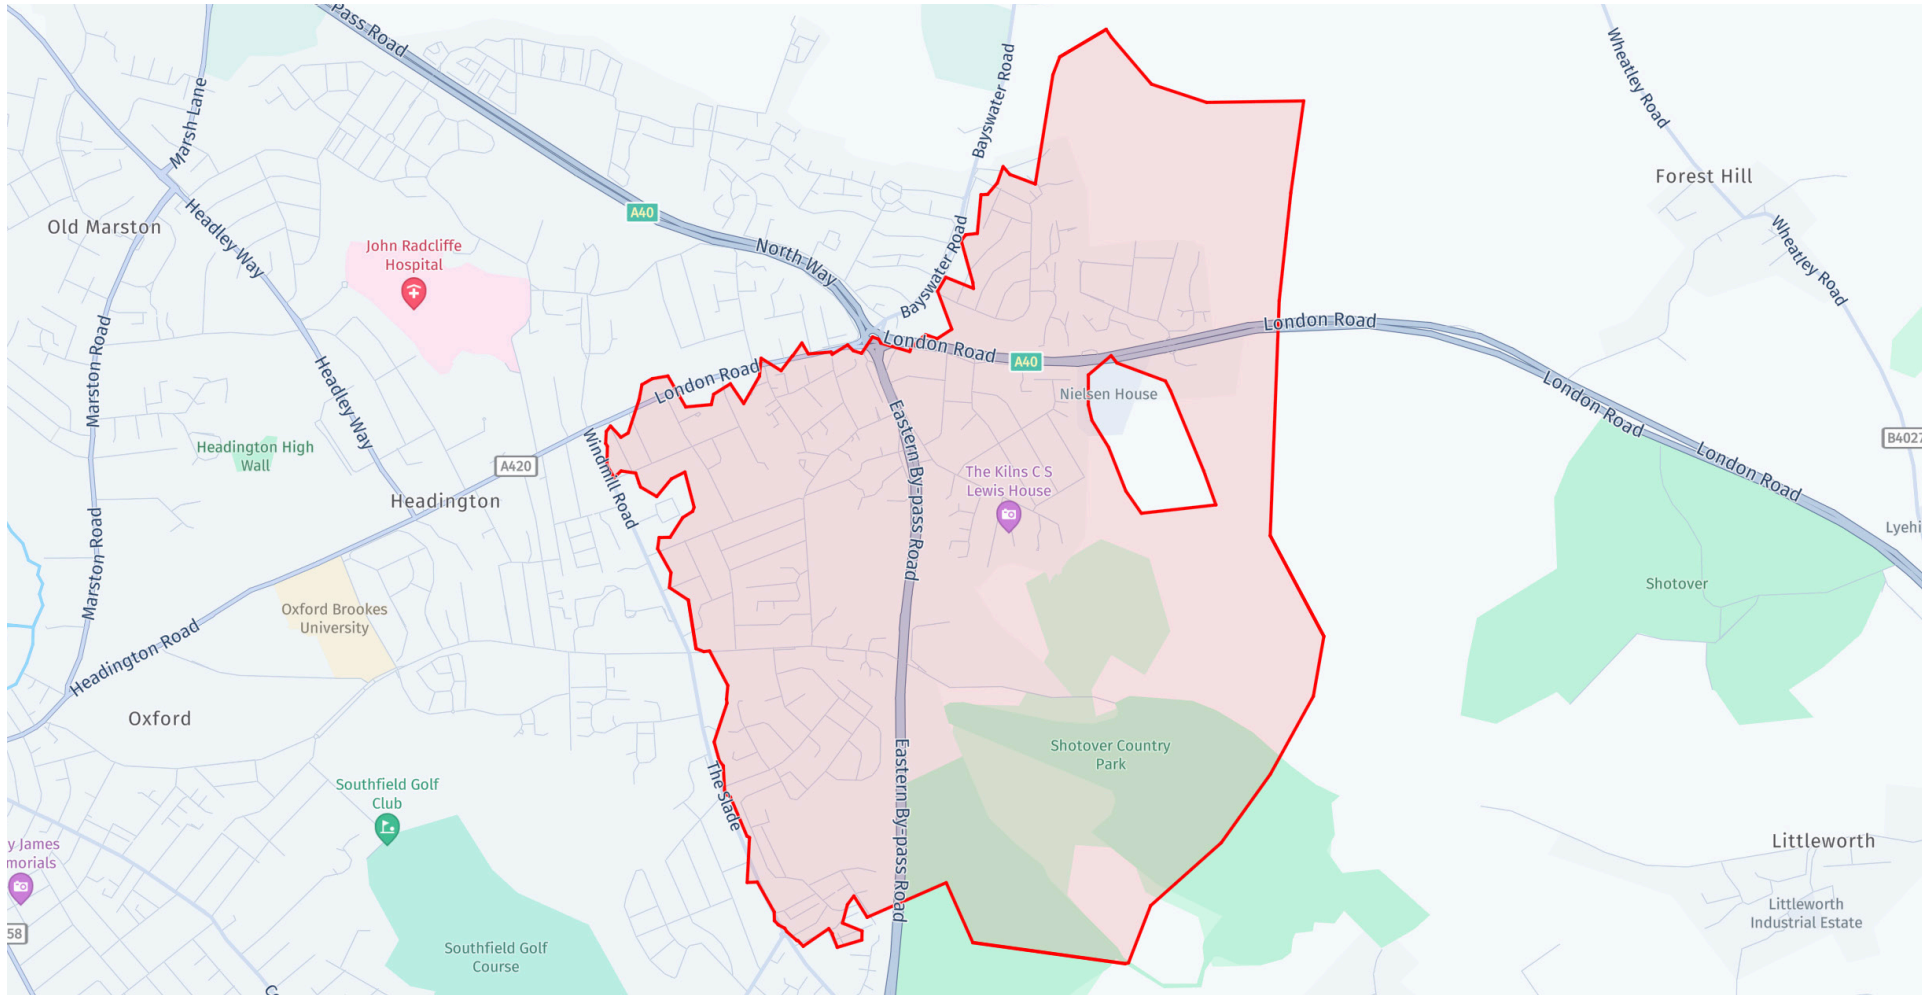 Pass Road
Bayswater Road
Wheatley Road
Marsh Lane
Forest Hill
A40
Old Marston
Headley Way
John Radcliffe
Hospital
North Way
Bayswater Road
Wheatley Road
London Road
London Road
A40
Marston Road
Headley Way
London Road
Nielsen House
London Road
Eastern By-pass Road
Windmill Road
B4027
Headington High
Wall
A420
London Road
The Kilns C S
Lewis House
Headington
Marston Road
Lyehi
Shotover
Oxford Brookes
University
Headington Road
Oxford
Shotover Country
Park
Eastern By-pass Road
Southfield Golf
Club
The Slade
y James
morials
Littleworth
Littleworth
Industrial Estate
58
Southfield Golf
Course